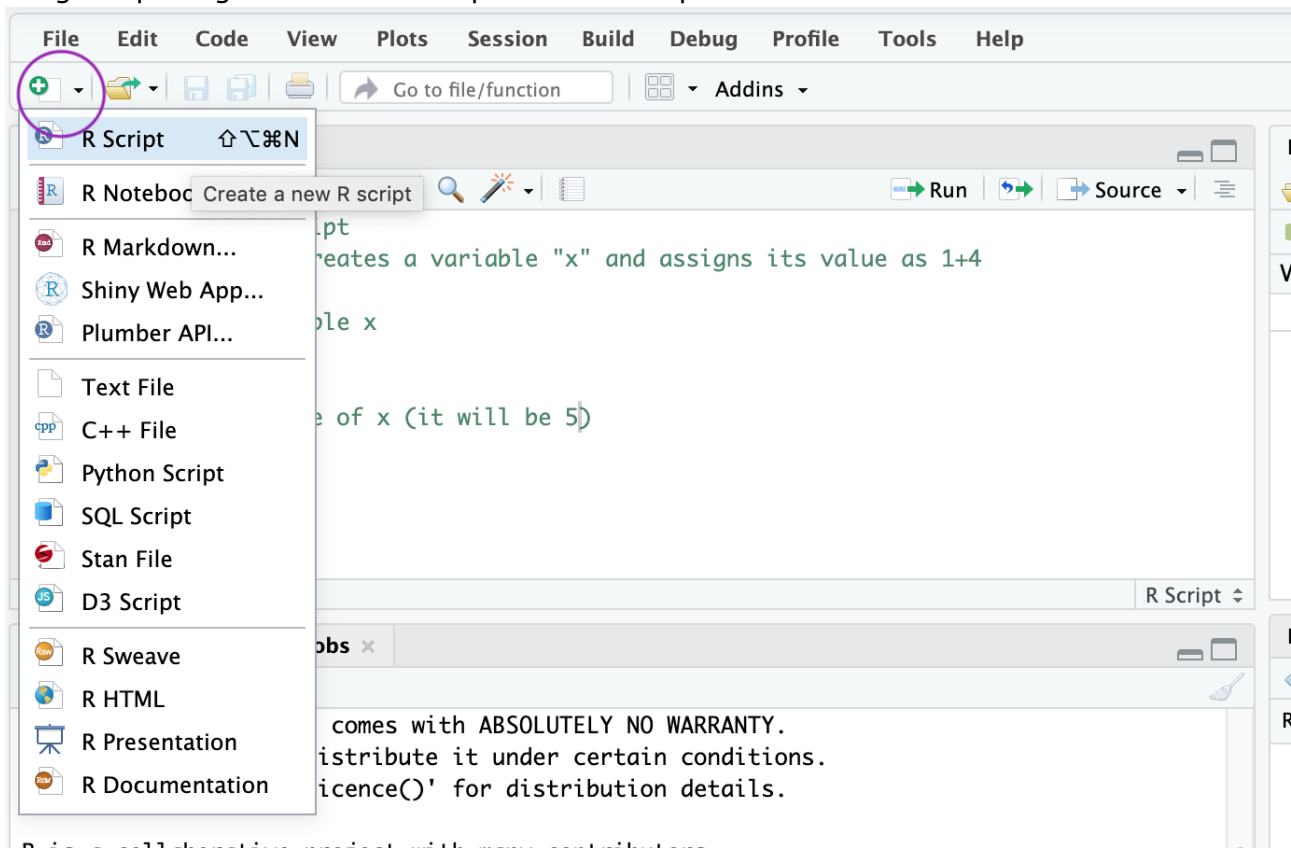 File Edit Code View Plots Session Build Debug Profile Tools Help
Go to file/function Addins
R Script ⇧⌥⌘N
R Noteboo Create a new R script Run Source
ipt
R Markdown...
reates a variable "x" and assigns its value as 1+4
Shiny Web App...
ble x
Plumber API...
Text File
e of x (it will be 5)
C++ File
Python Script
SQL Script
Stan File
D3 Script R Script
obs
R Sweave
R HTML
comes with ABSOLUTELY NO WARRANTY.
R Presentation
istribute it under certain conditions.
R Documentation
icence()' for distribution details.